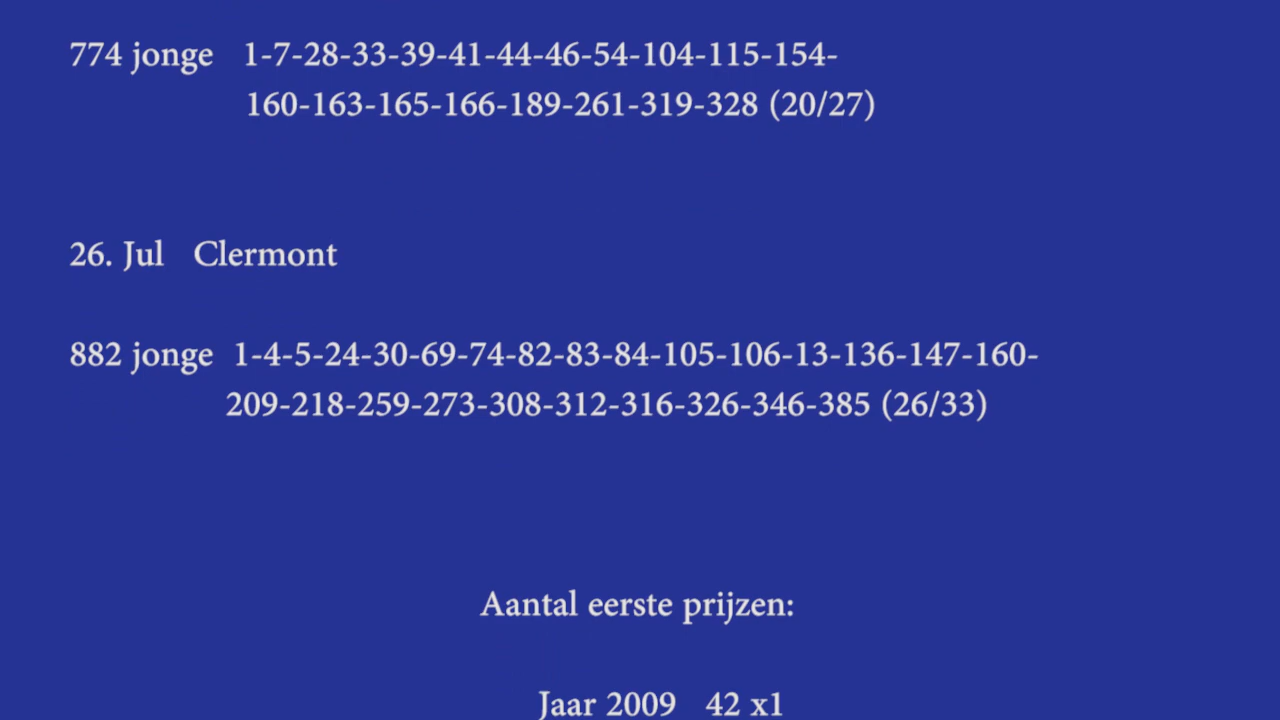 774 jonge 1-7-28-33-39-41-44-46-54-104-115-154-
160-163-165-166-189-261-319-328 (20/27)
26. Jul Clermont
882 jonge 1-4-5-24-30-69-74-82-83-84-105-106-13-136-147-160-
209-218-259-273-308-312-316-326-346-385 (26/33)
Aantal eerste prijzen:
Jaar 2009 42 x1